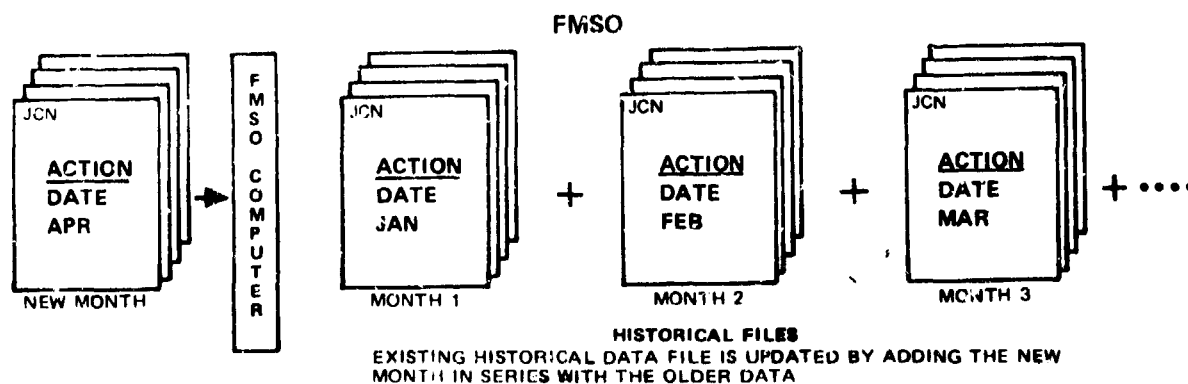 FMSO
JCN
ACTION
DATE
APR
NEW MONTH
FMSO COMPUTER
JCN
ACTION
DATE
JAN
MONTH 1
+
JCN
ACTION
DATE
FEB
MONTH 2
+
JCN
ACTION
DATE
MAR
MONTH 3
+ ....
HISTORICAL FILES
EXISTING HISTORICAL DATA FILE IS UPDATED BY ADDING THE NEW
MONTH IN SERIES WITH THE OLDER DATA